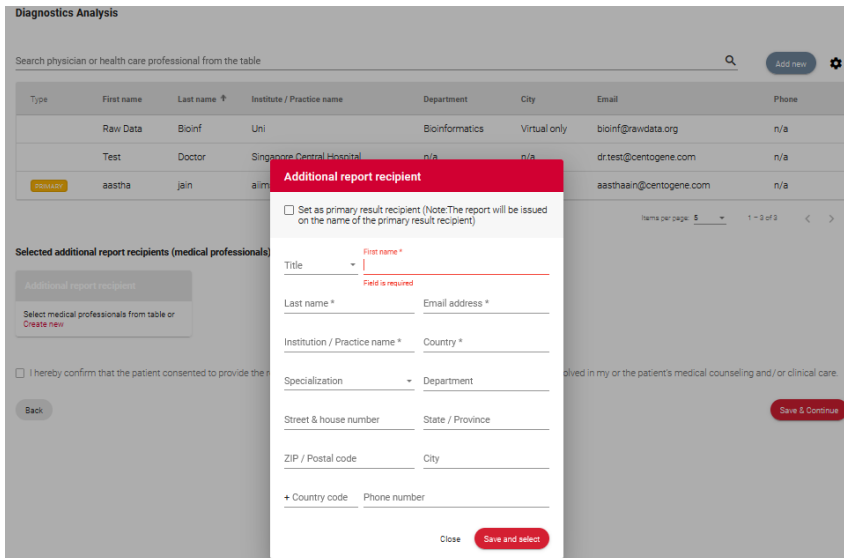 Diagnostics Analysis
Search physician or health care professional from the table
Add new
Type First name Last name ↑ Institute / Practice name Department City Email Phone
Raw Data Bioinf Uni Bioinformatics Virtual only bioinf@rawdata.org n/a
Test Doctor Singapore Central Hospital n/a n/a dr.test@centogene.com n/a
PRIMARY aastha jain aiim aasthaain@centogene.com n/a
Items per page: 5 1 – 3 of 3
Selected additional report recipients (medical professionals)
Additional report recipient
Select medical professionals from table or
Create new
I hereby confirm that the patient consented to provide the r
olved in my or the patient's medical counseling and/or clinical care.
Back
Save & Continue
Additional report recipient
Set as primary result recipient (Note:The report will be issued
on the name of the primary result recipient)
Title
First name *
Field is required
Last name * Email address *
Institution / Practice name * Country *
Specialization Department
Street & house number State / Province
ZIP / Postal code City
+ Country code Phone number
Close Save and select